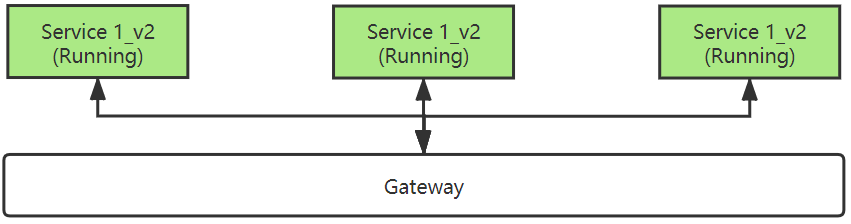 Service 1_v2
(Running)
Service 1_v2
(Running)
Service 1_v2
(Running)
Gateway